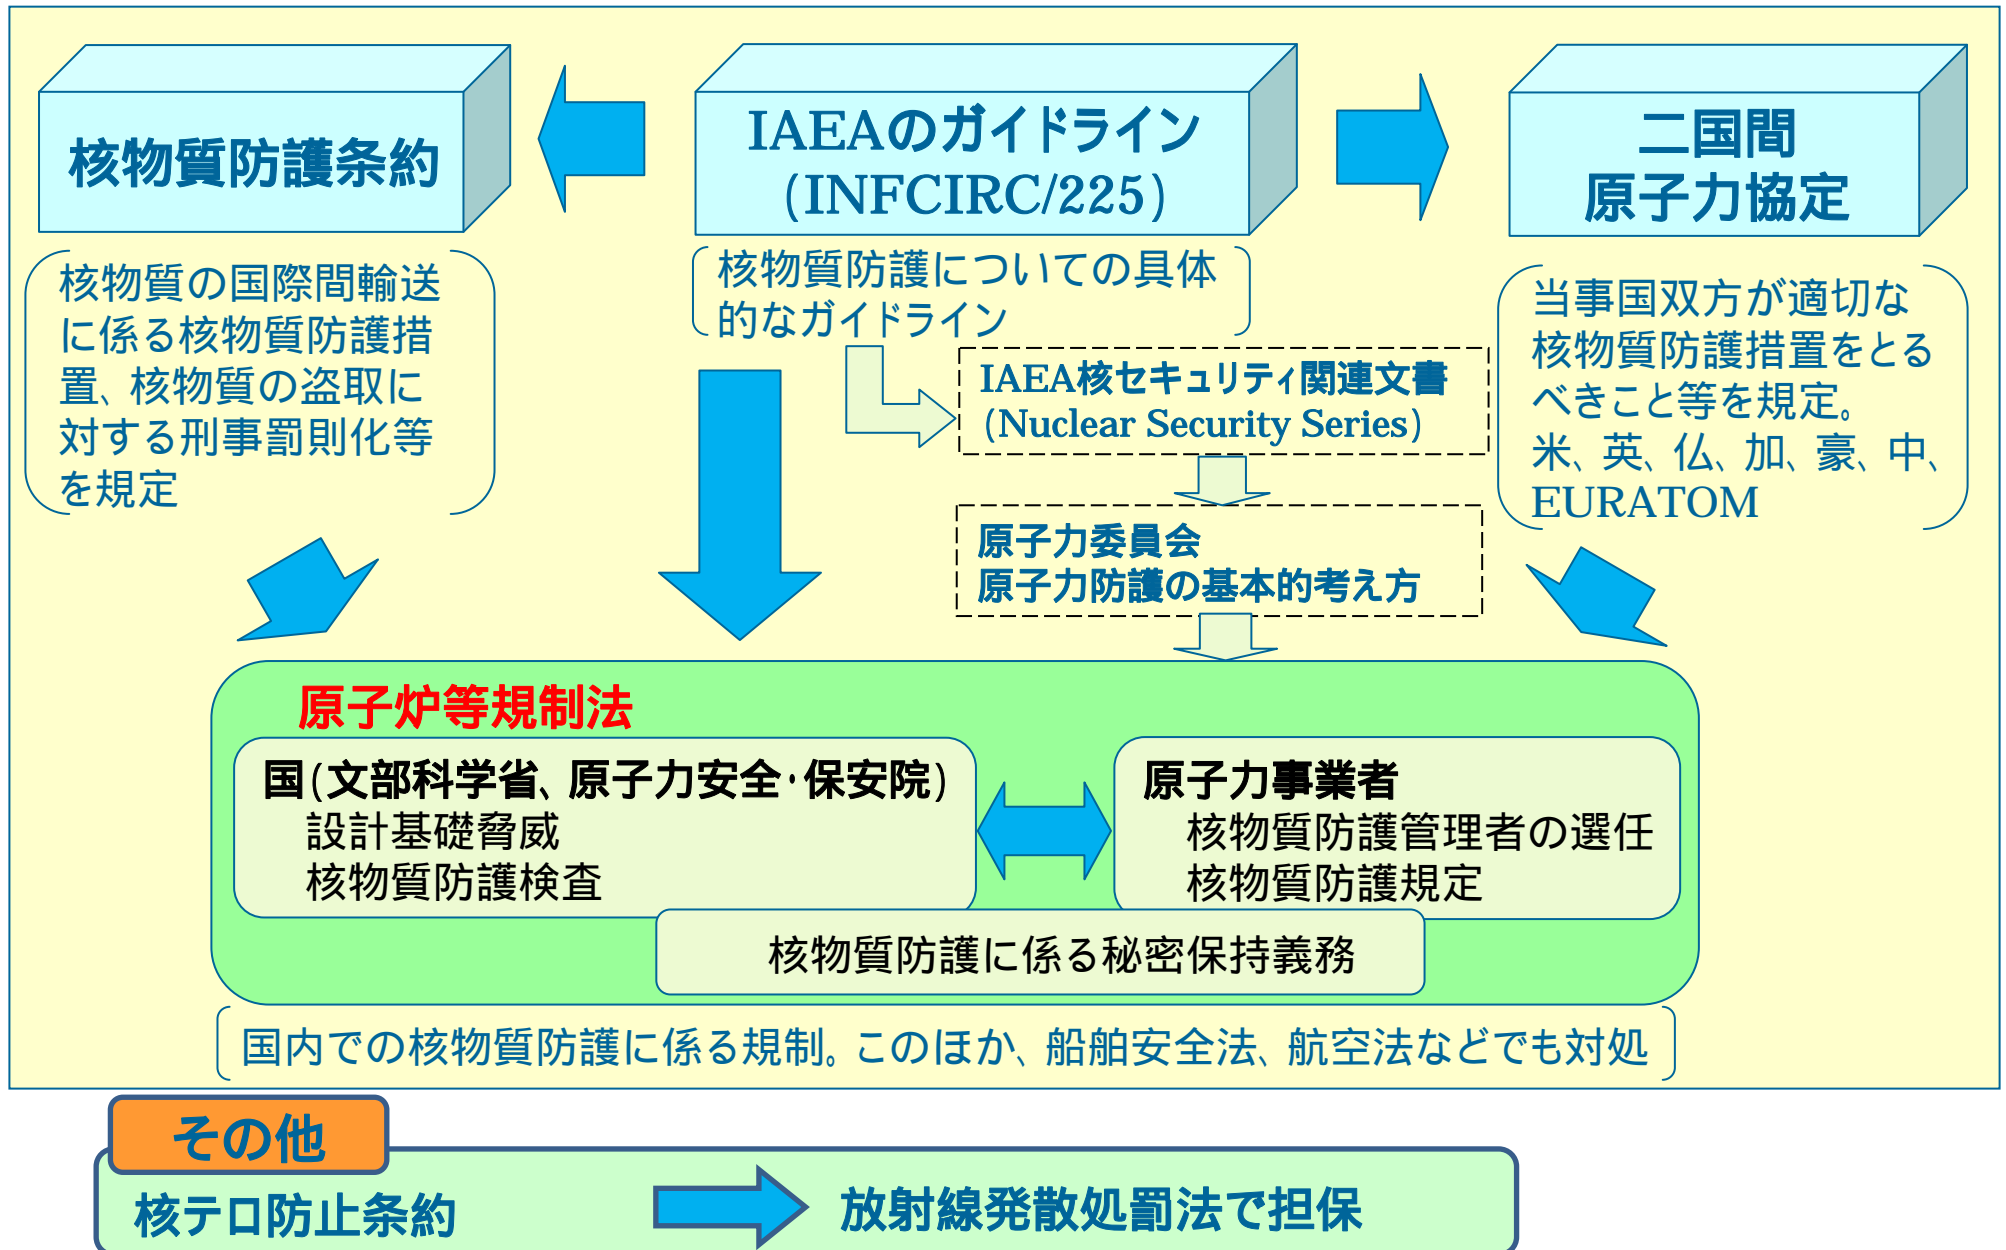 核物質防護条約
核物質の国際間輸送
に係る核物質防護措
置、核物質の盗取に
対する刑事罰則化等
を規定
IAEAのガイドライン
(INFCIRC/225)
核物質防護についての具体
的なガイドライン
二国間
原子力協定
当事国双方が適切な
核物質防護措置をとる
べきこと等を規定。
米、英、仏、加、豪、中、
EURATOM
IAEA核セキュリティ関連文書
(Nuclear Security Series)
原子力委員会
原子力防護の基本的考え方
原子炉等規制法
国(文部科学省、原子力安全・保安院)
設計基礎脅威
核物質防護検査
原子力事業者
核物質防護管理者の選任
核物質防護規定
核物質防護に係る秘密保持義務
国内での核物質防護に係る規制。このほか、船舶安全法、航空法などでも対処
その他
核テロ防止条約
放射線発散処罰法で担保